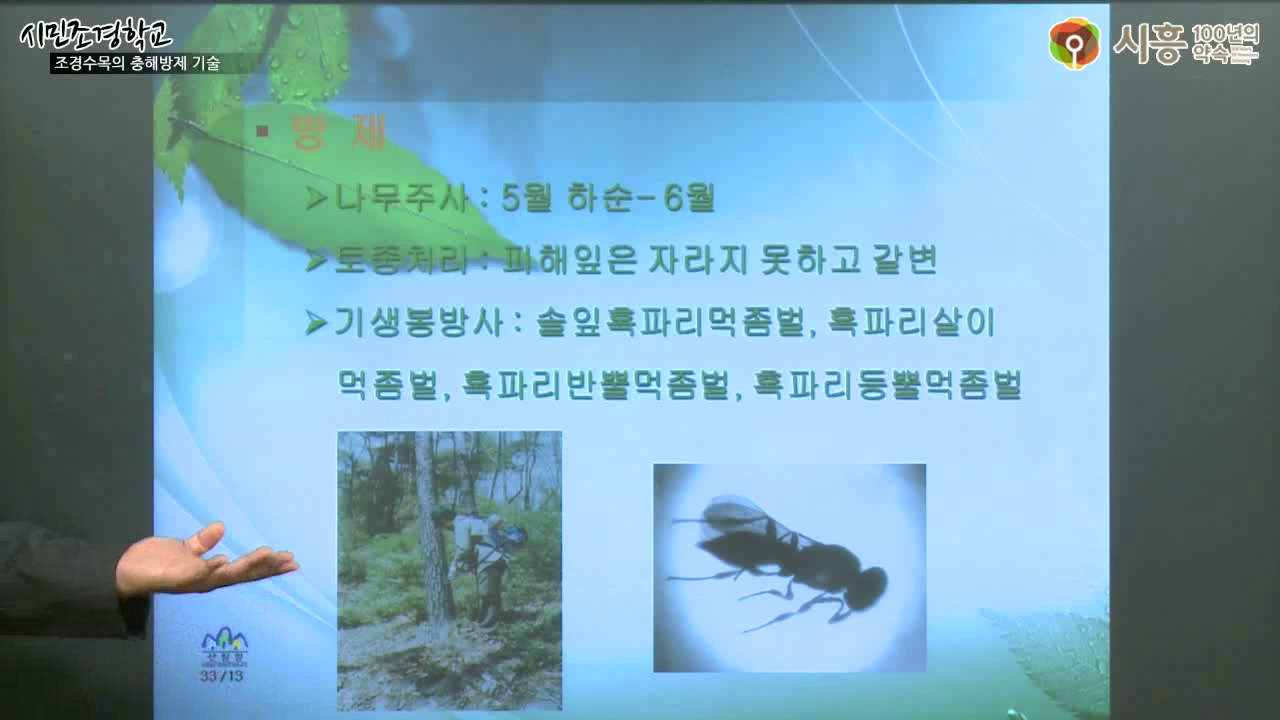 시민조경학교
조경수목의 충해방제 기술
시흥 100년의
약속
▪ 방 제
➢나무주사 : 5월 하순- 6월
➢토중처리 : 피해잎은 자라지 못하고 갈변
➢기생봉방사 : 솔잎혹파리먹좀벌, 혹파리살이
먹좀벌, 혹파리반뿔먹좀벌, 혹파리등뿔먹좀벌
산림청
33/13